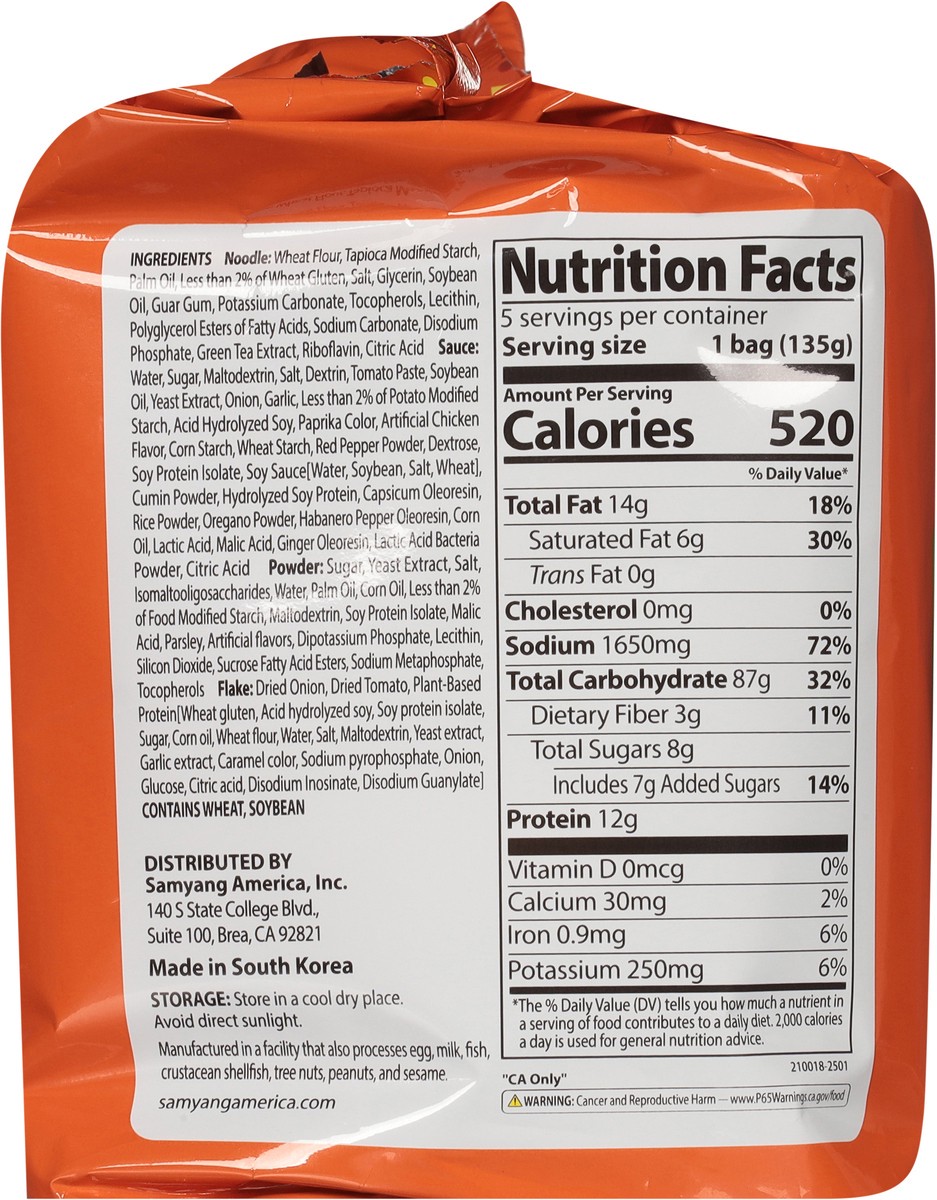 INGREDIENTS Noodle: Wheat Flour, Tapioca Modified Starch,
Palm Oil, Less than 2% of Wheat Gluten, Salt, Glycerin, Soybean
Oil, Guar Gum, Potassium Carbonate, Tocopherols, Lecithin,
Polyglycerol Esters of Fatty Acids, Sodium Carbonate, Disodium
Phosphate, Green Tea Extract, Riboflavin, Citric Acid Sauce:
Water, Sugar, Maltodextrin, Salt, Dextrin, Tomato Paste, Soybean
Oil, Yeast Extract, Onion, Garlic, Less than 2% of Potato Modified
Starch, Acid Hydrolyzed Soy, Paprika Color, Artificial Chicken
Flavor, Corn Starch, Wheat Starch, Red Pepper Powder, Dextrose,
Soy Protein Isolate, Soy Sauce[Water, Soybean, Salt, Wheat],
Cumin Powder, Hydrolyzed Soy Protein, Capsicum Oleoresin,
Rice Powder, Oregano Powder, Habanero Pepper Oleoresin, Corn
Oil, Lactic Acid, Malic Acid, Ginger Oleoresin, Lactic Acid Bacteria
Powder, Citric Acid Powder: Sugar, Yeast Extract, Salt,
Isomaltooligosaccharides, Water, Palm Oil, Corn Oil, Less than 2%
of Food Modified Starch, Maltodextrin, Soy Protein Isolate, Malic
Acid, Parsley, Artificial flavors, Dipotassium Phosphate, Lecithin,
Silicon Dioxide, Sucrose Fatty Acid Esters, Sodium Metaphosphate,
Tocopherols Flake: Dried Onion, Dried Tomato, Plant-Based
Protein[Wheat gluten, Acid hydrolyzed soy, Soy protein isolate,
Sugar, Corn oil, Wheat flour, Water, Salt, Maltodextrin, Yeast extract,
Garlic extract, Caramel color, Sodium pyrophosphate, Onion,
Glucose, Citric acid, Disodium Inosinate, Disodium Guanylate]
CONTAINS WHEAT, SOYBEAN
DISTRIBUTED BY
Samyang America, Inc.
140 S State College Blvd.,
Suite 100, Brea, CA 92821
Made in South Korea
STORAGE: Store in a cool dry place.
Avoid direct sunlight.
Manufactured in a facility that also processes egg, milk, fish,
crustacean shellfish, tree nuts, peanuts, and sesame.
samyangamerica.com
Nutrition Facts
5 servings per container
Serving size 1 bag (135g)
Amount Per Serving
Calories 520
% Daily Value*
Total Fat 14g 18%
Saturated Fat 6g 30%
Trans Fat 0g
Cholesterol 0mg 0%
Sodium 1650mg 72%
Total Carbohydrate 87g 32%
Dietary Fiber 3g 11%
Total Sugars 8g
Includes 7g Added Sugars 14%
Protein 12g
Vitamin D 0mcg 0%
Calcium 30mg 2%
Iron 0.9mg 6%
Potassium 250mg 6%
*The % Daily Value (DV) tells you how much a nutrient in
a serving of food contributes to a daily diet. 2,000 calories
a day is used for general nutrition advice.
210018-2501
"CA Only"
WARNING: Cancer and Reproductive Harm — www.P65Warnings.ca.gov/food